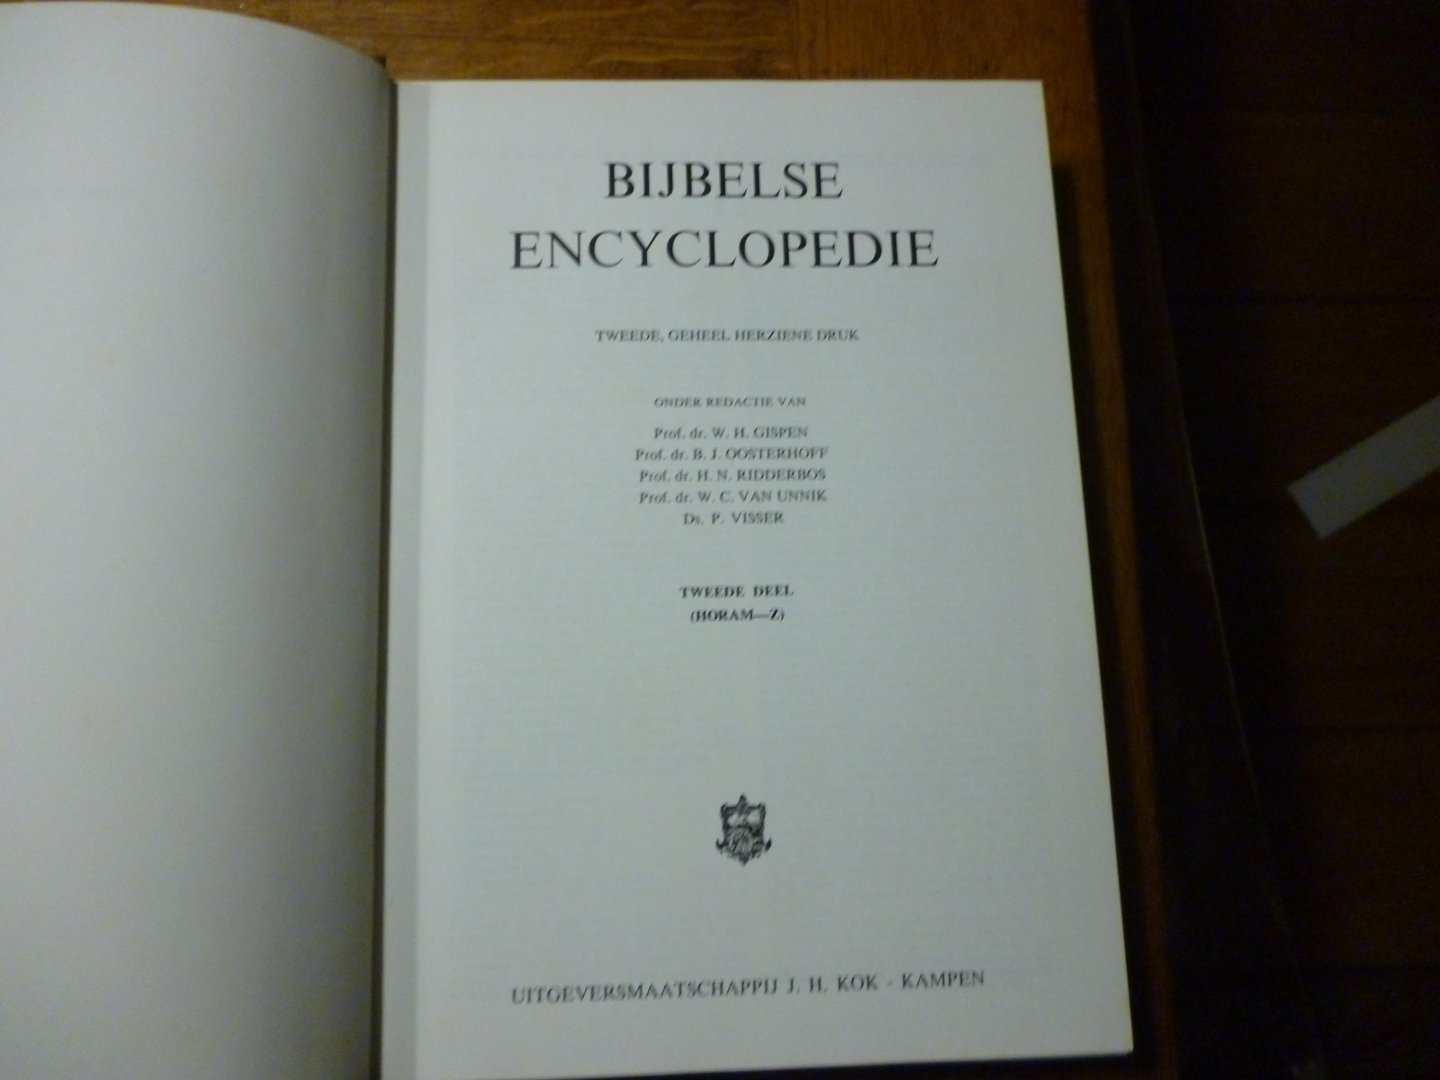 BIJBELSE
ENCYCLOPEDIE
TWEEDE, GEHEEL HERZIENE DRUK
ONDER REDACTIE VAN
Prof. dr. W. H. GISPEN
Prof. dr. B. J. OOSTERHOFF
Prof. dr. H. N. RIDDERBOS
Prof. dr. W. C. VAN UNNIK
Ds. P. VISSER
TWEEDE DEEL
(HORAM—Z)
UITGEVERSMAATSCHAPPIJ J. H. KOK - KAMPEN